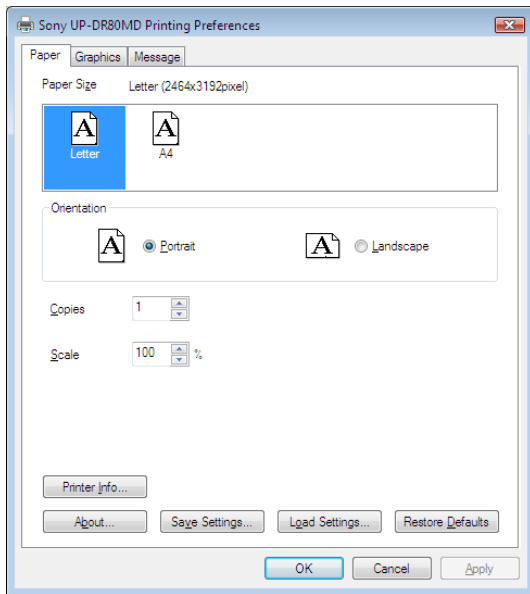 Sony UP-DR80MD Printing Preferences
Paper Graphics Message
Paper Size Letter (2464x3192pixel)
A A
Letter A4
Orientation
A Portrait A Landscape
Copies 1
Scale 100 %
Printer Info...
About... Save Settings... Load Settings... Restore Defaults
OK Cancel Apply